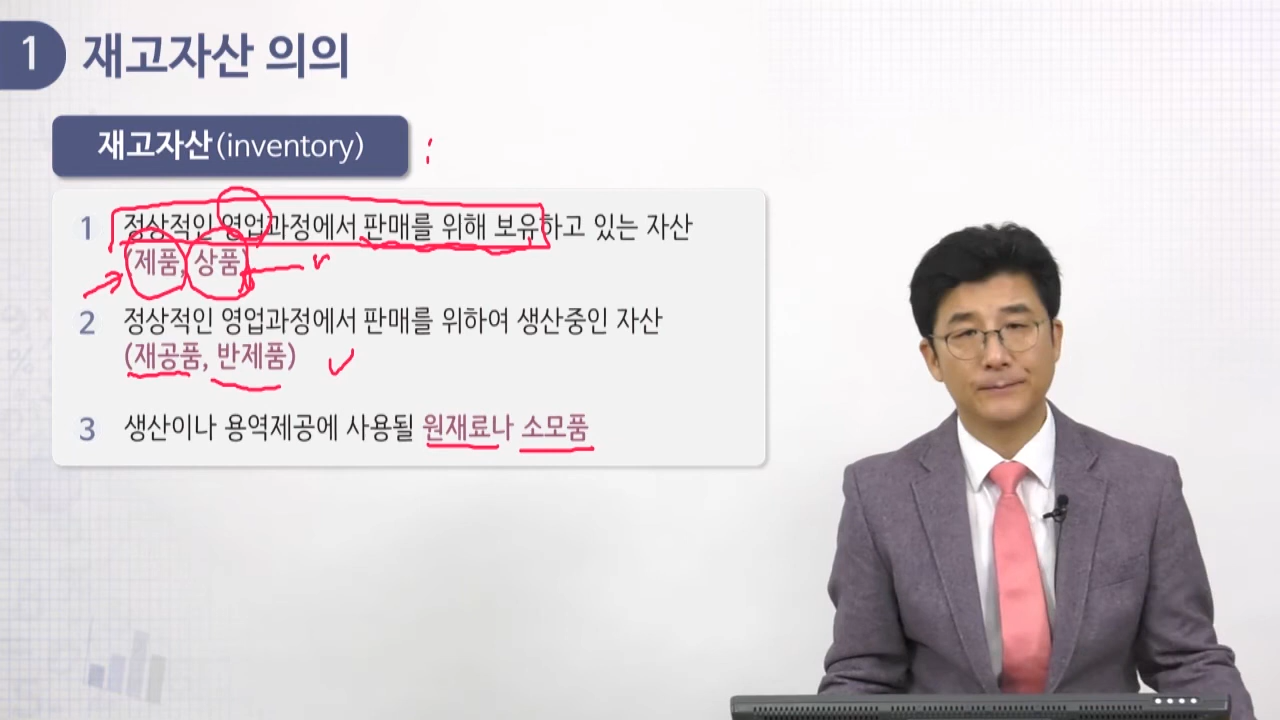 1 재고자산 의의
재고자산(inventory)
1 정상적인 영업과정에서 판매를 위해 보유하고 있는 자산
(제품, 상품)
2 정상적인 영업과정에서 판매를 위하여 생산중인 자산
(재공품, 반제품)
3 생산이나 용역제공에 사용될 원재료나 소모품